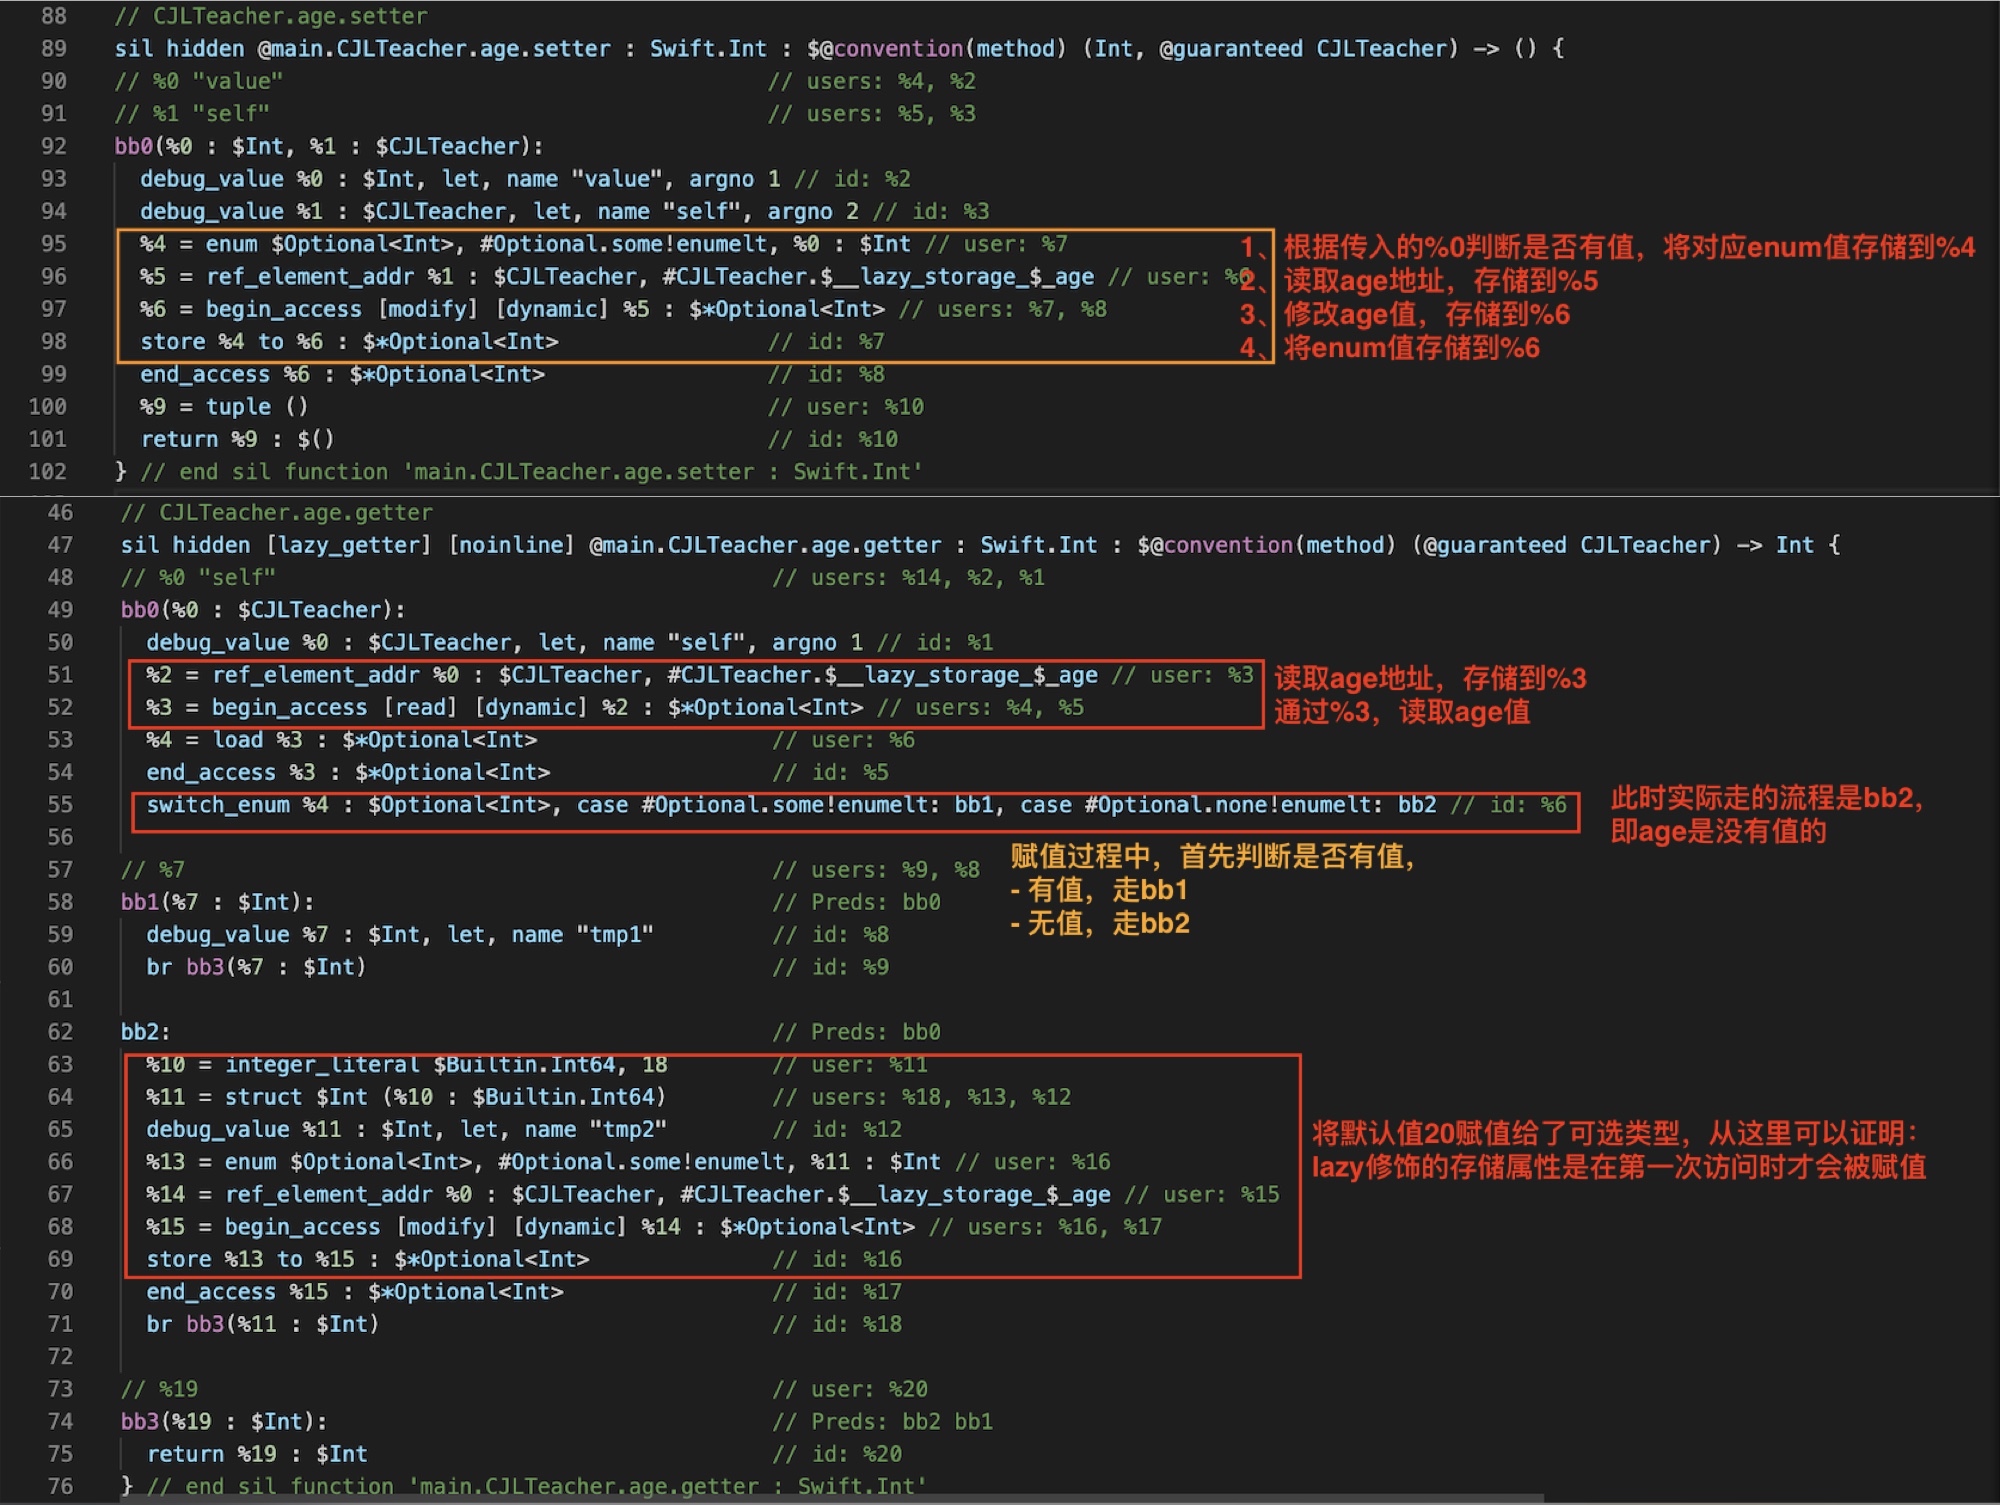 88 // CJLTeacher.age.setter
89 sil hidden @main.CJLTeacher.age.setter : Swift.Int : $@convention(method) (Int, @guaranteed CJLTeacher) -> () {
90 // %0 "value" // users: %4, %2
91 // %1 "self" // users: %5, %3
92 bb0(%0 : $Int, %1 : $CJLTeacher):
93 debug_value %0 : $Int, let, name "value", argno 1 // id: %2
94 debug_value %1 : $CJLTeacher, let, name "self", argno 2 // id: %3
95 %4 = enum $Optional<Int>, #Optional.some!enumelt, %0 : $Int // user: %7
1、根据传入的%0判断是否有值，将对应enum值存储到%4
96 %5 = ref_element_addr %1 : $CJLTeacher, #CJLTeacher.$__lazy_storage_$_age // user: %6
2、读取age地址，存储到%5
97 %6 = begin_access [modify] [dynamic] %5 : $*Optional<Int> // users: %7, %8
3、修改age值，存储到%6
98 store %4 to %6 : $*Optional<Int> // id: %7
4、将enum值存储到%6
99 end_access %6 : $*Optional<Int> // id: %8
100 %9 = tuple () // user: %10
101 return %9 : $() // id: %10
102 } // end sil function 'main.CJLTeacher.age.setter : Swift.Int'
46 // CJLTeacher.age.getter
47 sil hidden [lazy_getter] [noinline] @main.CJLTeacher.age.getter : Swift.Int : $@convention(method) (@guaranteed CJLTeacher) -> Int {
48 // %0 "self" // users: %14, %2, %1
49 bb0(%0 : $CJLTeacher):
50 debug_value %0 : $CJLTeacher, let, name "self", argno 1 // id: %1
51 %2 = ref_element_addr %0 : $CJLTeacher, #CJLTeacher.$__lazy_storage_$_age // user: %3
读取age地址，存储到%3
52 %3 = begin_access [read] [dynamic] %2 : $*Optional<Int> // users: %4, %5
通过%3，读取age值
53 %4 = load %3 : $*Optional<Int> // user: %6
54 end_access %3 : $*Optional<Int> // id: %5
55 switch_enum %4 : $Optional<Int>, case #Optional.some!enumelt: bb1, case #Optional.none!enumelt: bb2 // id: %6
此时实际走的流程是bb2，
即age是没有值的
56
57 // %7 // users: %9, %8
赋值过程中，首先判断是否有值，
- 有值，走bb1
- 无值，走bb2
58 bb1(%7 : $Int): // Preds: bb0
59 debug_value %7 : $Int, let, name "tmp1" // id: %8
60 br bb3(%7 : $Int) // id: %9
61
62 bb2: // Preds: bb0
63 %10 = integer_literal $Builtin.Int64, 18 // user: %11
64 %11 = struct $Int (%10 : $Builtin.Int64) // users: %18, %13, %12
65 debug_value %11 : $Int, let, name "tmp2" // id: %12
将默认值20赋值给了可选类型，从这里可以证明：
66 %13 = enum $Optional<Int>, #Optional.some!enumelt, %11 : $Int // user: %16
lazy修饰的存储属性是在第一次访问时才会被赋值
67 %14 = ref_element_addr %0 : $CJLTeacher, #CJLTeacher.$__lazy_storage_$_age // user: %15
68 %15 = begin_access [modify] [dynamic] %14 : $*Optional<Int> // users: %16, %17
69 store %13 to %15 : $*Optional<Int> // id: %16
70 end_access %15 : $*Optional<Int> // id: %17
71 br bb3(%11 : $Int) // id: %18
72
73 // %19 // user: %20
74 bb3(%19 : $Int): // Preds: bb2 bb1
75 return %19 : $Int // id: %20
76 } // end sil function 'main.CJLTeacher.age.getter : Swift.Int'